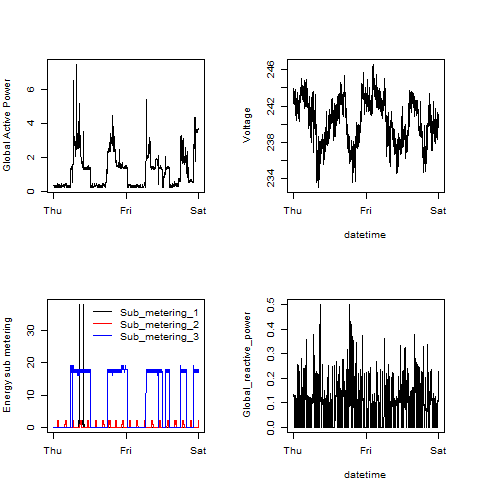 Global Active Power
6
4
2
0
Thu Fri Sat
Voltage
246
242
238
234
Thu Fri Sat
datetime
Energy sub metering
30
20
10
0
Sub_metering_1
Sub_metering_2
Sub_metering_3
Thu Fri Sat
Global_reactive_power
0.5
0.4
0.3
0.2
0.1
0.0
Thu Fri Sat
datetime